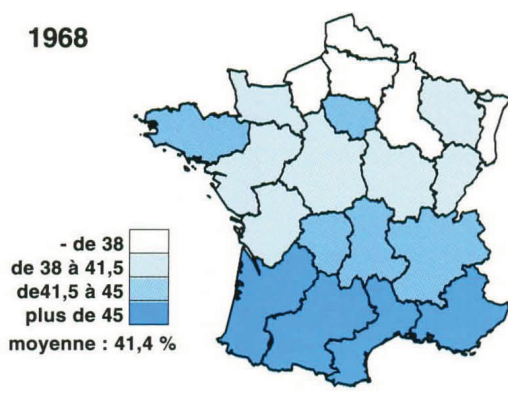 1968
- de 38
de 38 à 41,5
de41,5 à 45
plus de 45
moyenne : 41,4 %